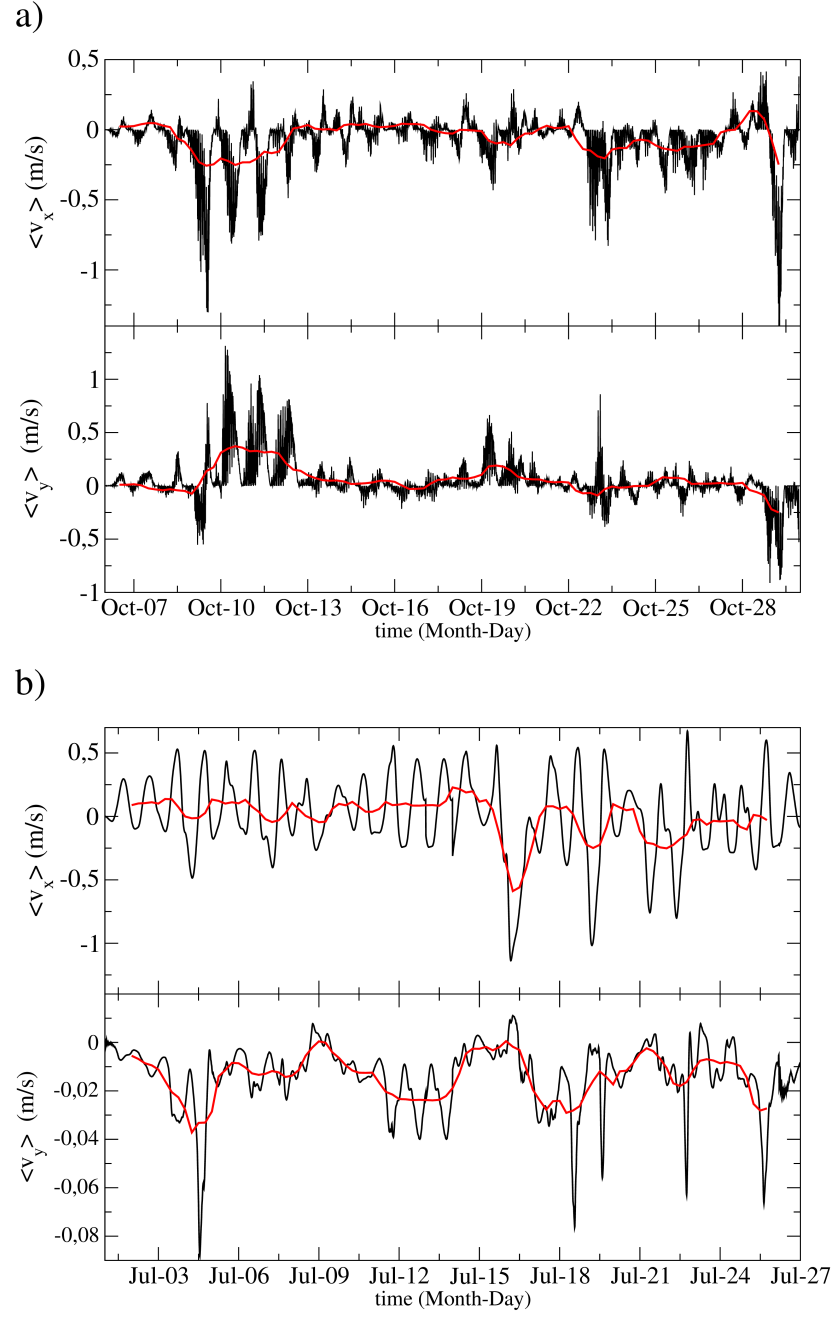 a)
0,5
0
-0,5
-1
<v_x> (m/s)
1
0,5
0
-0,5
-1
<v_y> (m/s)
Oct-07 Oct-10 Oct-13 Oct-16 Oct-19 Oct-22 Oct-25 Oct-28
time (Month-Day)
b)
0,5
0
-0,5
-1
<v_x> (m/s)
0
-0,02
-0,04
-0,06
-0,08
<v_y> (m/s)
Jul-03 Jul-06 Jul-09 Jul-12 Jul-15 Jul-18 Jul-21 Jul-24 Jul-27
time (Month-Day)